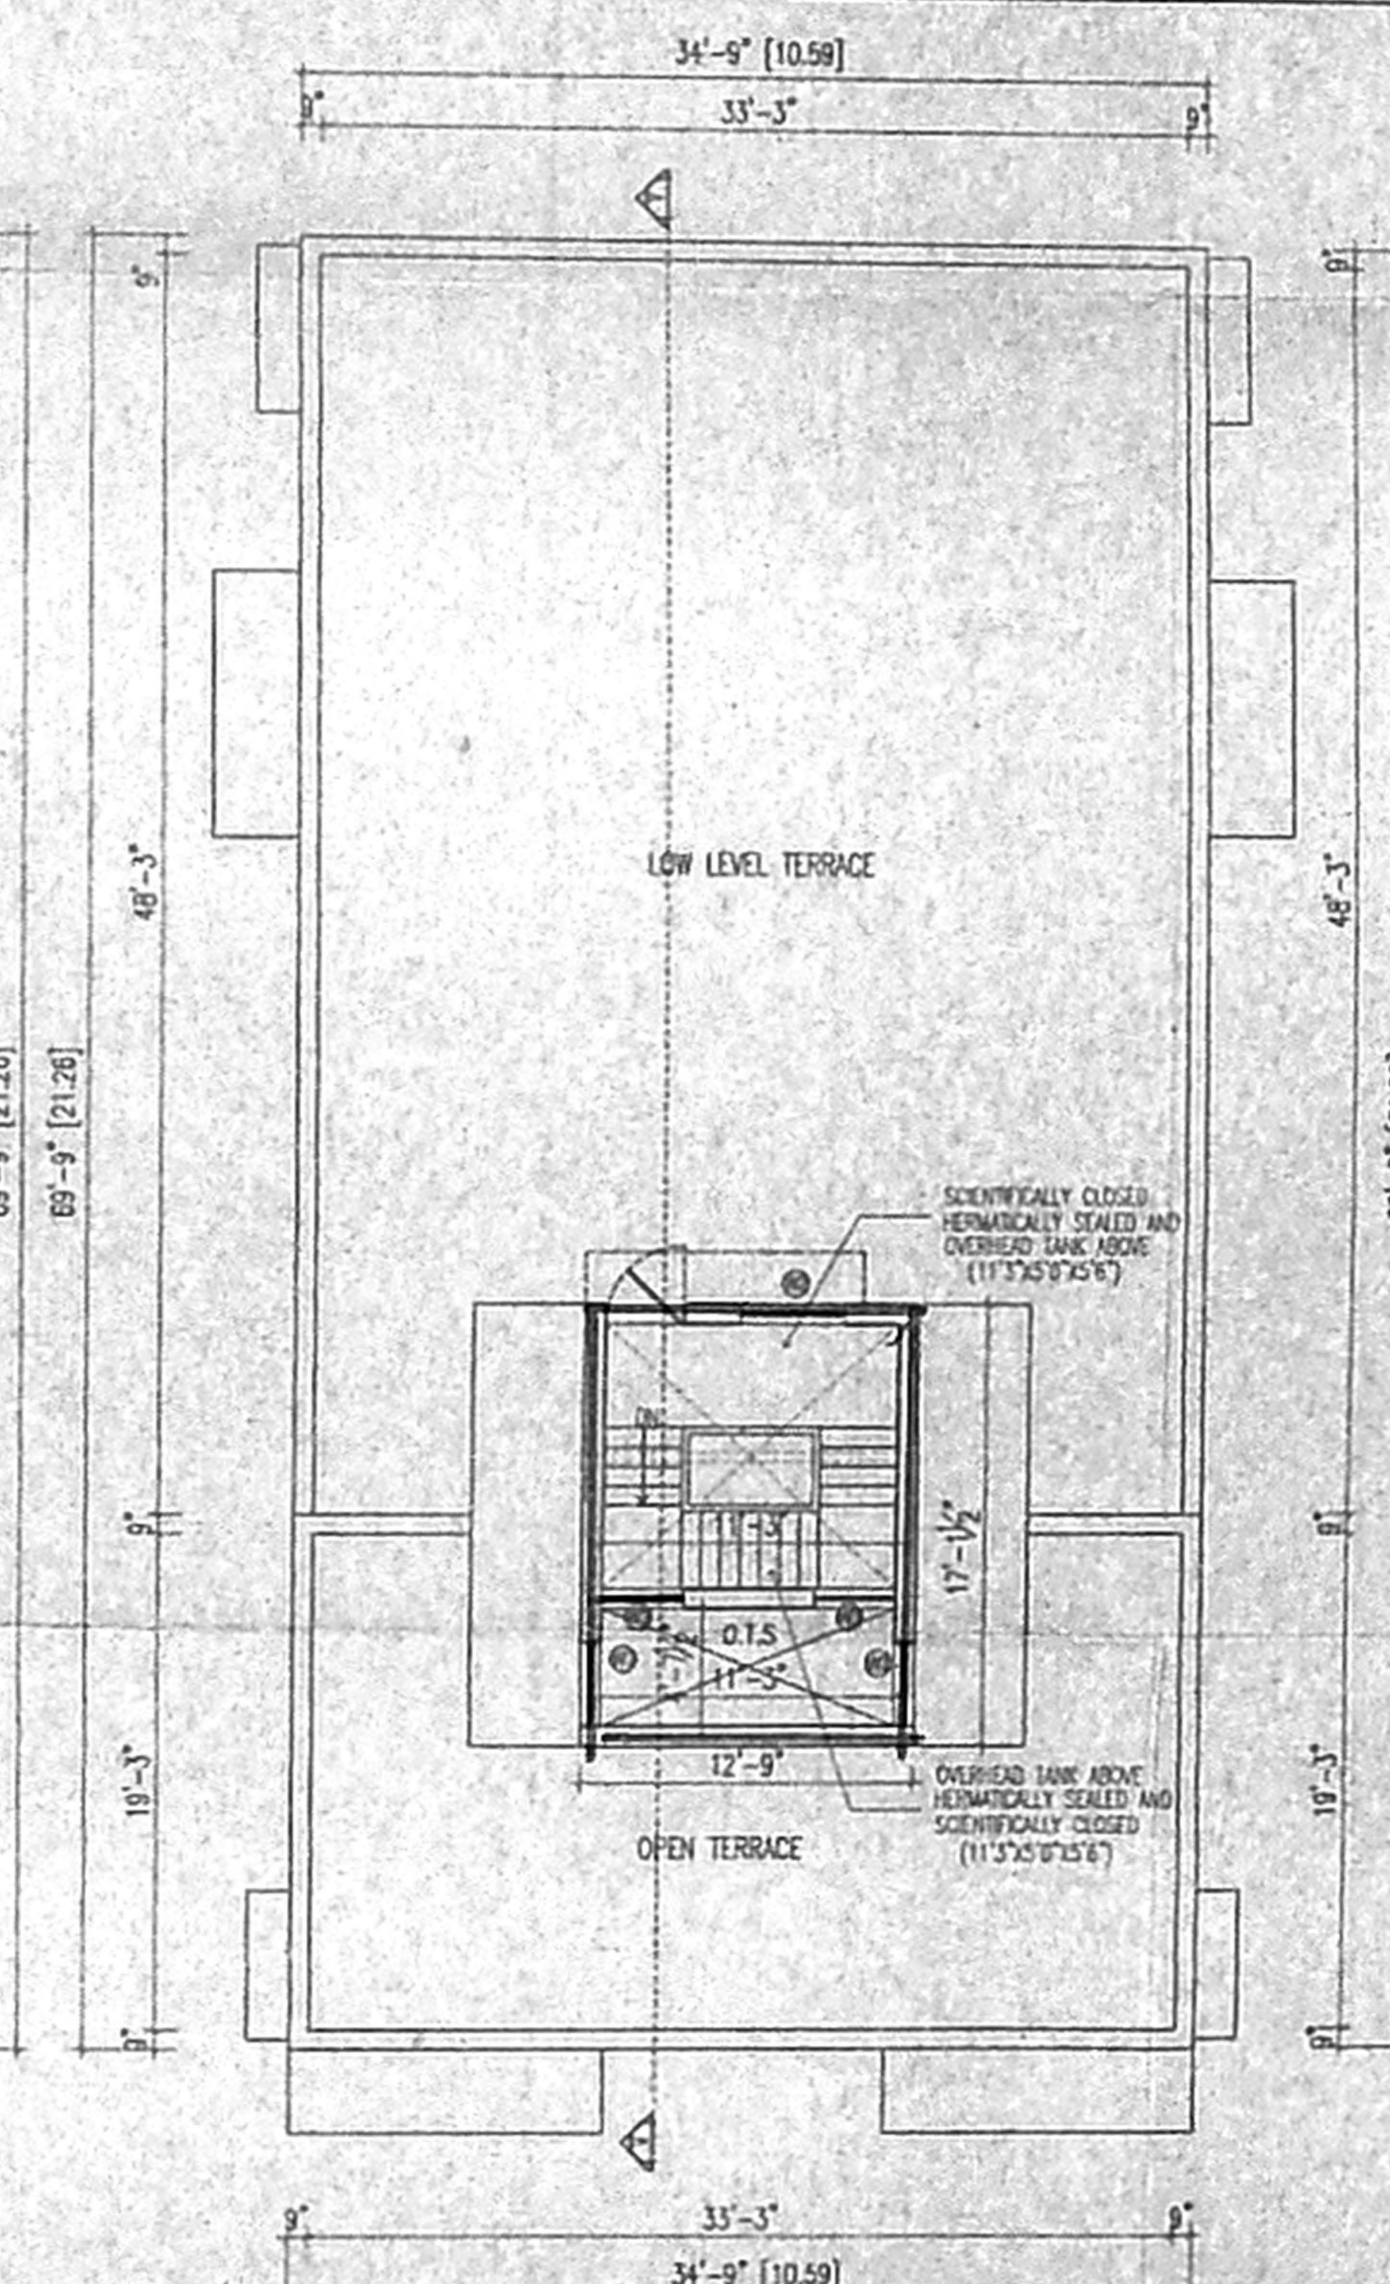 34'-9" [10.59]
9" 33'-3" 9"
9"
9"
LOW LEVEL TERRACE
48'-3"
48'-3"
69'-9" [21.26]
SCIENTIFICALLY CLOSED
HERMATICALLY SEALED AND
OVERHEAD TANK ABOVE
(11'3"X5'0"X5'6")
DN
11'-3"
9"
9"
17'-1½"
O.T.S
11'-3"
12'-9"
OVERHEAD TANK ABOVE
HERMATICALLY SEALED AND
SCIENTIFICALLY CLOSED
(11'3"X5'0"X5'6")
19'-3"
19'-3"
OPEN TERRACE
9"
9"
9" 33'-3" 9"
34'-9" [10.59]